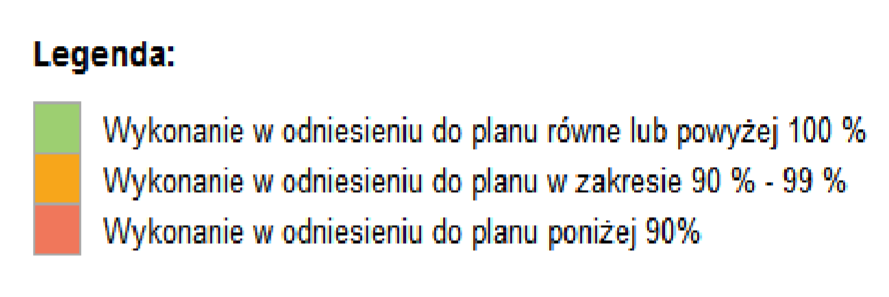 Legenda:
Wykonanie w odniesieniu do planu równe lub powyżej 100 %
Wykonanie w odniesieniu do planu w zakresie 90 % - 99 %
Wykonanie w odniesieniu do planu poniżej 90%